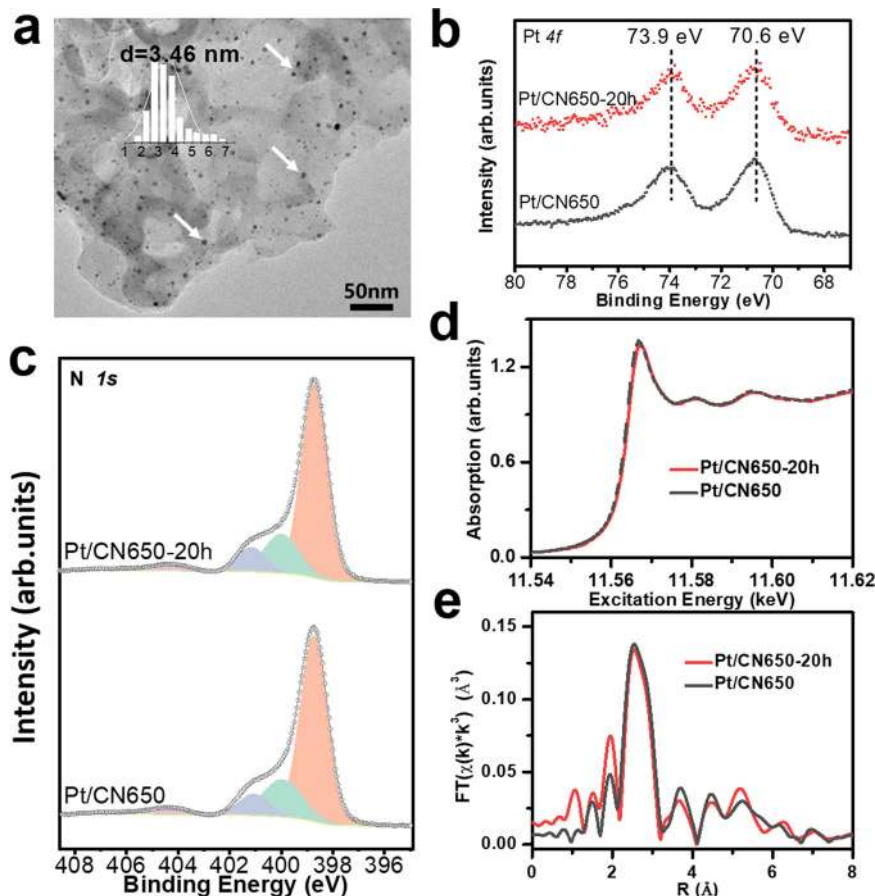 a
d=3.46 nm
1 2 3 4 5 6 7
50nm
b
Pt 4f
73.9 eV 70.6 eV
Pt/CN650-20h
Pt/CN650
Intensity (arb.units)
80 78 76 74 72 70 68
Binding Energy (eV)
c
N 1s
Pt/CN650-20h
Pt/CN650
Intensity (arb.units)
408 406 404 402 400 398 396
Binding Energy (eV)
d
Absorption (arb.units)
1.2
0.6
0.0
Pt/CN650-20h
Pt/CN650
11.54 11.56 11.58 11.60 11.62
Excitation Energy (keV)
e
FT(χ(k)*k³) (Å³)
0.15
0.10
0.05
0.00
Pt/CN650-20h
Pt/CN650
0 2 4 6 8
R (Å)